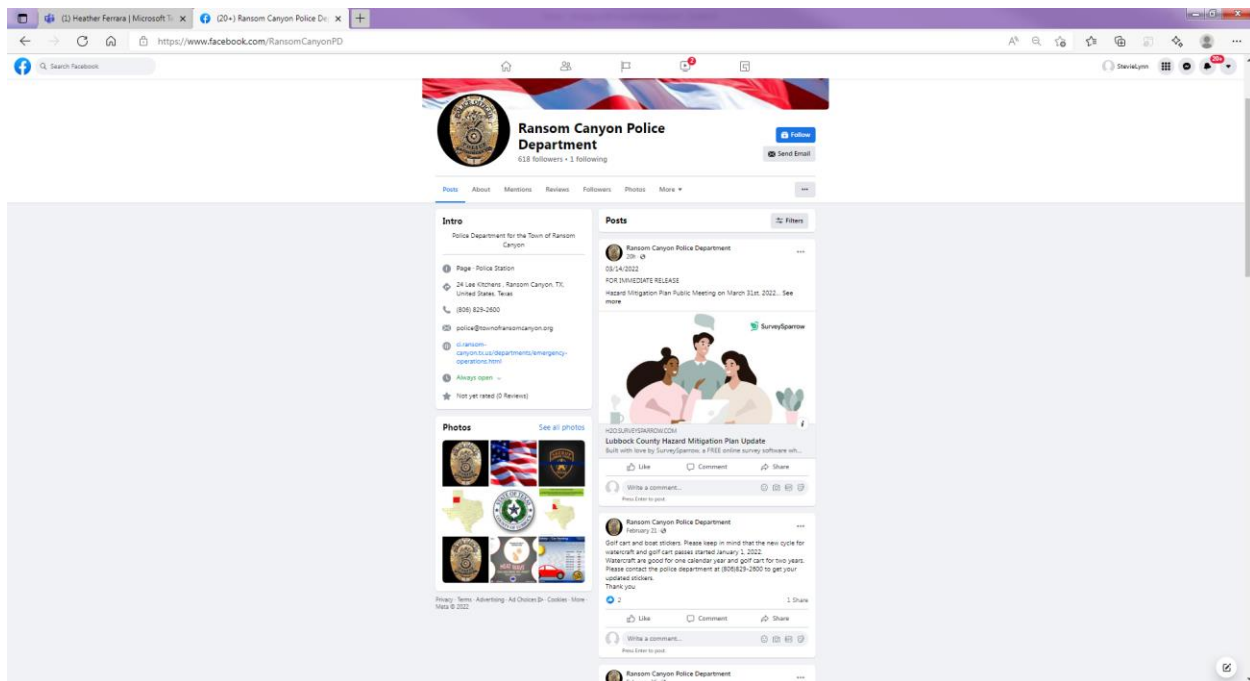 (1) Heather Ferrara | Microsoft T
(20+) Ransom Canyon Police De
https://www.facebook.com/RansomCanyonPD
Search Facebook
2
StevieLynn
20+
Ransom Canyon Police
Department
618 followers • 1 following
Follow
Send Email
Posts About Mentions Reviews Followers Photos More
Intro
Police Department for the Town of Ransom
Canyon
Page · Police Station
24 Lee Kitchens , Ransom Canyon, TX,
United States, Texas
(806) 829-2600
police@townofransomcanyon.org
ci.ransom-
canyon.tx.us/departments/emergency-
operations.html
Always open
Not yet rated (0 Reviews)
Photos
See all photos
Privacy · Terms · Advertising · Ad Choices · Cookies · More ·
Meta © 2022
Posts
Filters
Ransom Canyon Police Department
20h ·
03/14/2022
FOR IMMEDIATE RELEASE
Hazard Mitigation Plan Public Meeting on March 31st, 2022... See
more
SurveySparrow
H2O.SURVEYSPARROW.COM
Lubbock County Hazard Mitigation Plan Update
Built with love by SurveySparrow, a FREE online survey software wh...
Like Comment Share
Write a comment...
Press Enter to post.
Ransom Canyon Police Department
February 21 ·
Golf cart and boat stickers. Please keep in mind that the new cycle for
watercraft and golf cart passes started January 1, 2022.
Watercraft are good for one calendar year and golf cart for two years.
Please contact the police department at (806)829-2600 to get your
updated stickers.
Thank you
2
1 Share
Like Comment Share
Write a comment...
Press Enter to post.
Ransom Canyon Police Department